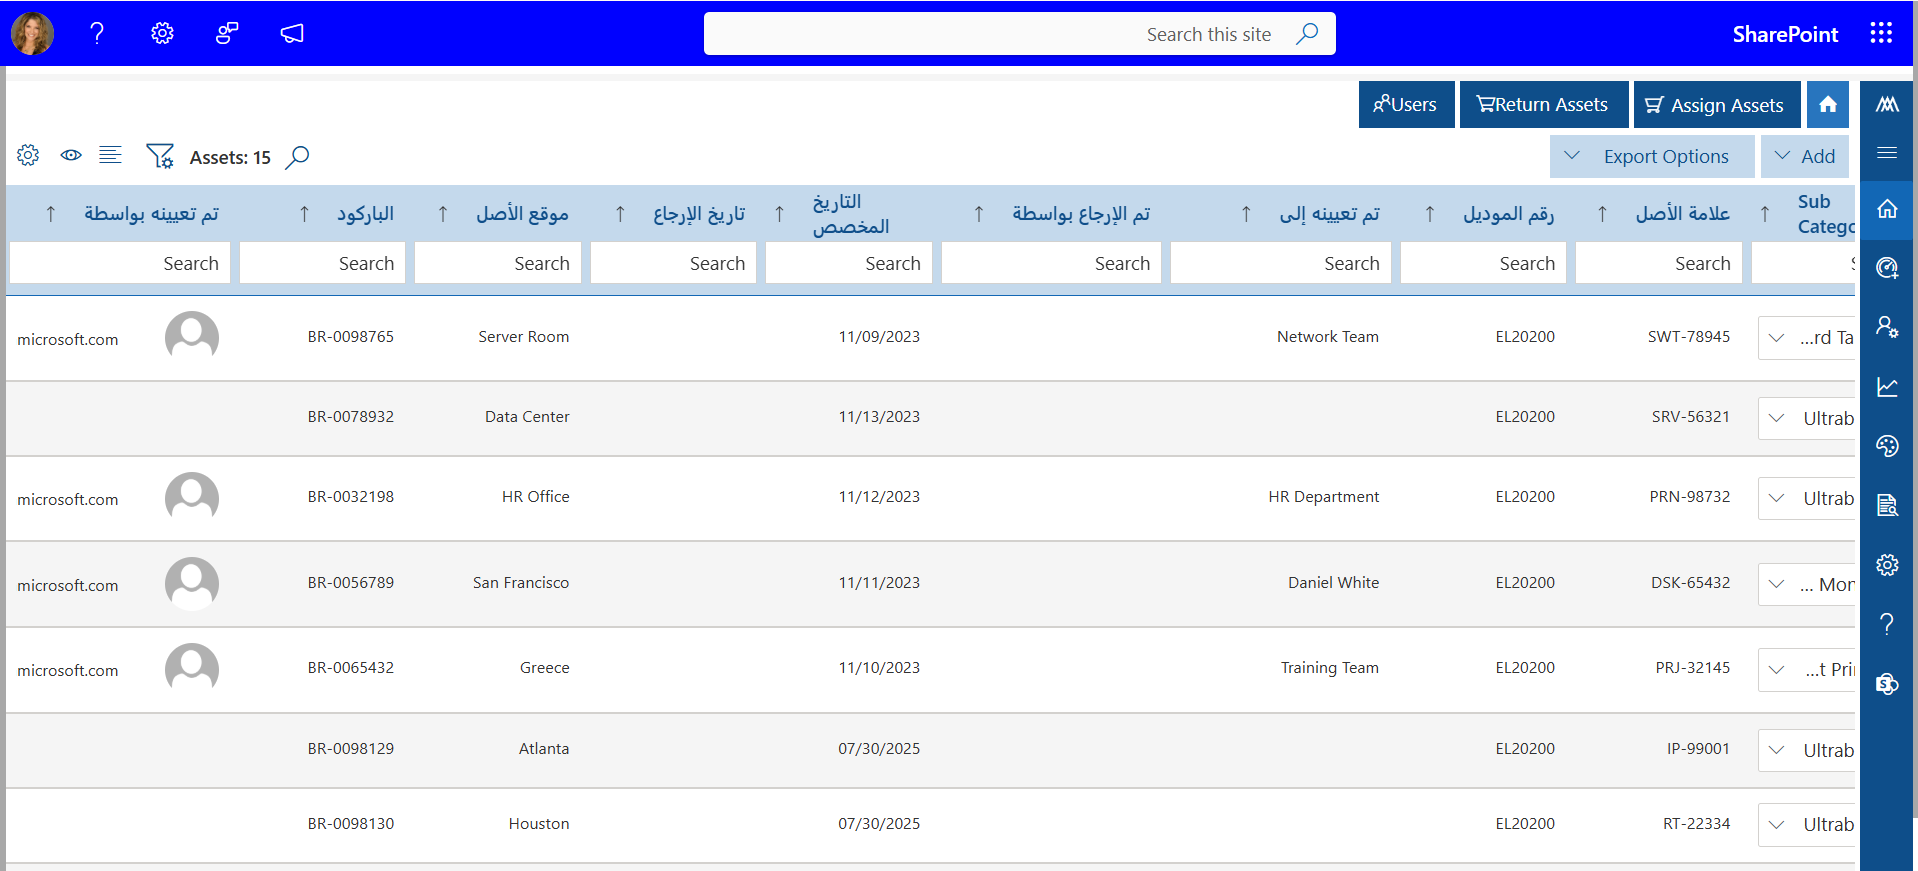 Search this site
SharePoint
Users
Return Assets
Assign Assets
Assets: 15
Export Options
Add
Sub Catego
علامة الأصل
رقم الموديل
تم تعيينه إلى
تم الإرجاع بواسطة
التاريخ المخصص
تاريخ الإرجاع
موقع الأصل
الباركود
تم تعيينه بواسطة
Search
Search
Search
Search
Search
Search
Search
Search
...rd Ta
SWT-78945
EL20200
Network Team
11/09/2023
Server Room
BR-0098765
microsoft.com
Ultrab
SRV-56321
EL20200
11/13/2023
Data Center
BR-0078932
Ultrab
PRN-98732
EL20200
HR Department
11/12/2023
HR Office
BR-0032198
microsoft.com
... Mon
DSK-65432
EL20200
Daniel White
11/11/2023
San Francisco
BR-0056789
microsoft.com
...t Pri
PRJ-32145
EL20200
Training Team
11/10/2023
Greece
BR-0065432
microsoft.com
Ultrab
IP-99001
EL20200
07/30/2025
Atlanta
BR-0098129
Ultrab
RT-22334
EL20200
07/30/2025
Houston
BR-0098130